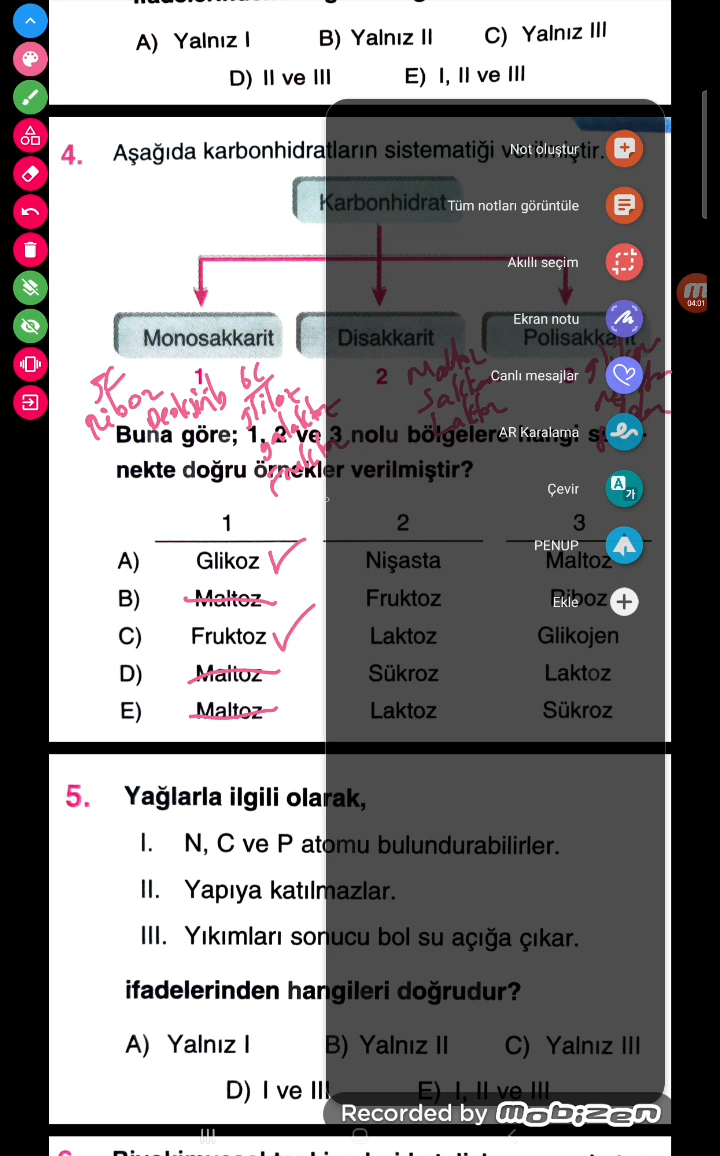 A) Yalnız I B) Yalnız II C) Yalnız III
D) II ve III E) I, II ve III
4. Aşağıda karbonhidratların sistematiği verilmiştir.
Not oluştur
Karbonhidrat
Tüm notları görüntüle
Akıllı seçim
Ekran notu
04:01
Monosakkarit Disakkarit Polisakkarit
1 2 3
Canlı mesajlar
5C
Riboz
6C
Maltoz
AR Karalama
Buna göre; 1, 2 ve 3 nolu bölgelere hangi
nekte doğru örnekler verilmiştir?
Çevir
1 2 3
PENUP
A) Glikoz Nişasta Maltoz
Ekle
B) Maltoz Fruktoz Riboz
C) Fruktoz Laktoz Glikojen
D) Maltoz Sükroz Laktoz
E) Maltoz Laktoz Sükroz
5. Yağlarla ilgili olarak,
I. N, C ve P atomu bulundurabilirler.
II. Yapıya katılmazlar.
III. Yıkımları sonucu bol su açığa çıkar.
ifadelerinden hangileri doğrudur?
A) Yalnız I B) Yalnız II C) Yalnız III
D) I ve III E) I, II ve III
Recorded by mobizen